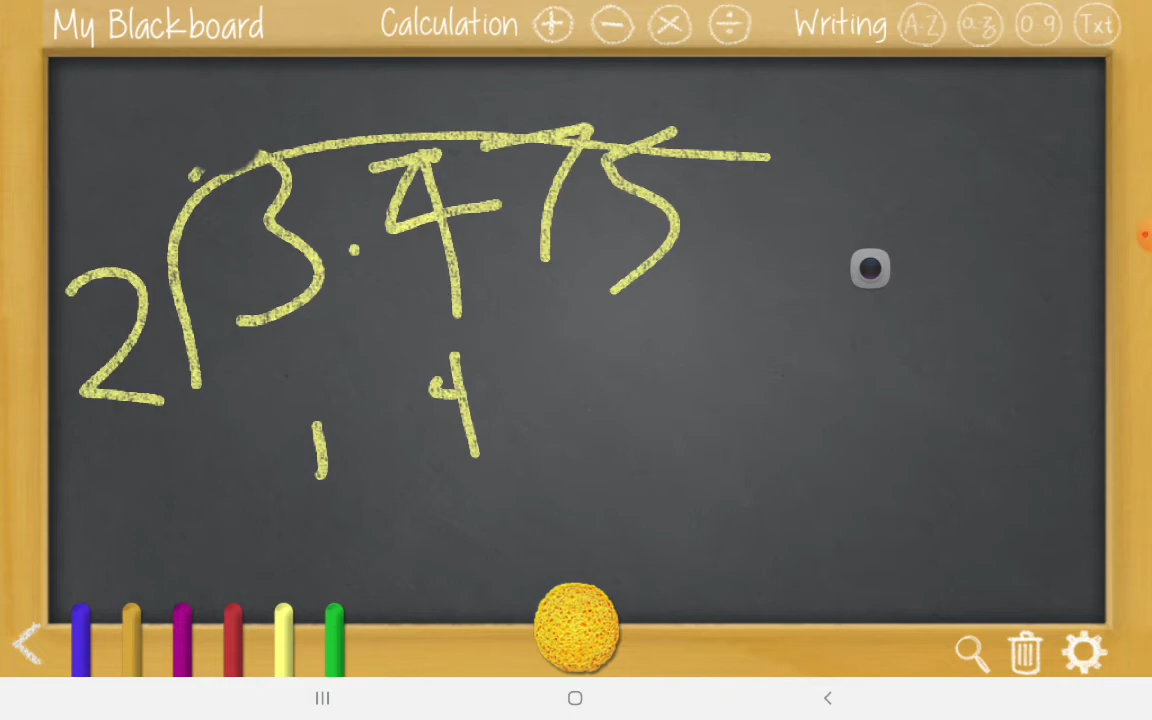 My Blackboard Calculation + − × ÷ Writing A-Z a-z 0-9 Txt
2 3.475
1 4